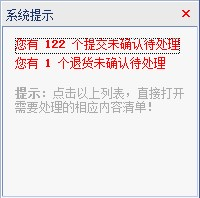 系统提示
您有 122 个提交未确认待处理
您有 1 个退货未确认待处理
提示：点击以上列表，直接打开
需要处理的相应内容清单！